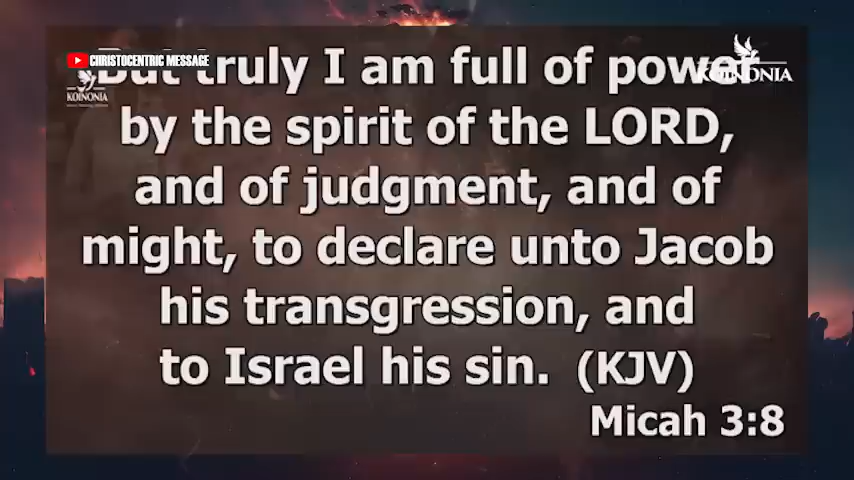 CHRISTOCENTRIC MESSAGE
KOINONIA
KOINONIA
But truly I am full of power
by the spirit of the LORD,
and of judgment, and of
might, to declare unto Jacob
his transgression, and
to Israel his sin. (KJV)
Micah 3:8